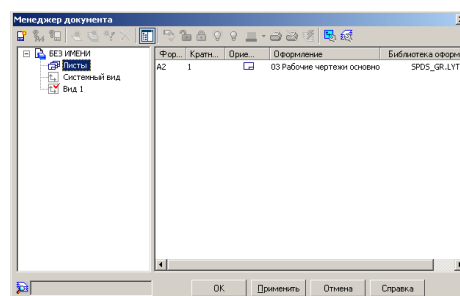 Менеджер документа
БЕЗ ИМЕНИ
Листы
Системный вид
Вид 1
Фор... Кратн... Орие... Оформление Библиотека оформ
A2 1 03 Рабочие чертежи основно SPDS_GR.LYT
OK Применить Отмена Справка